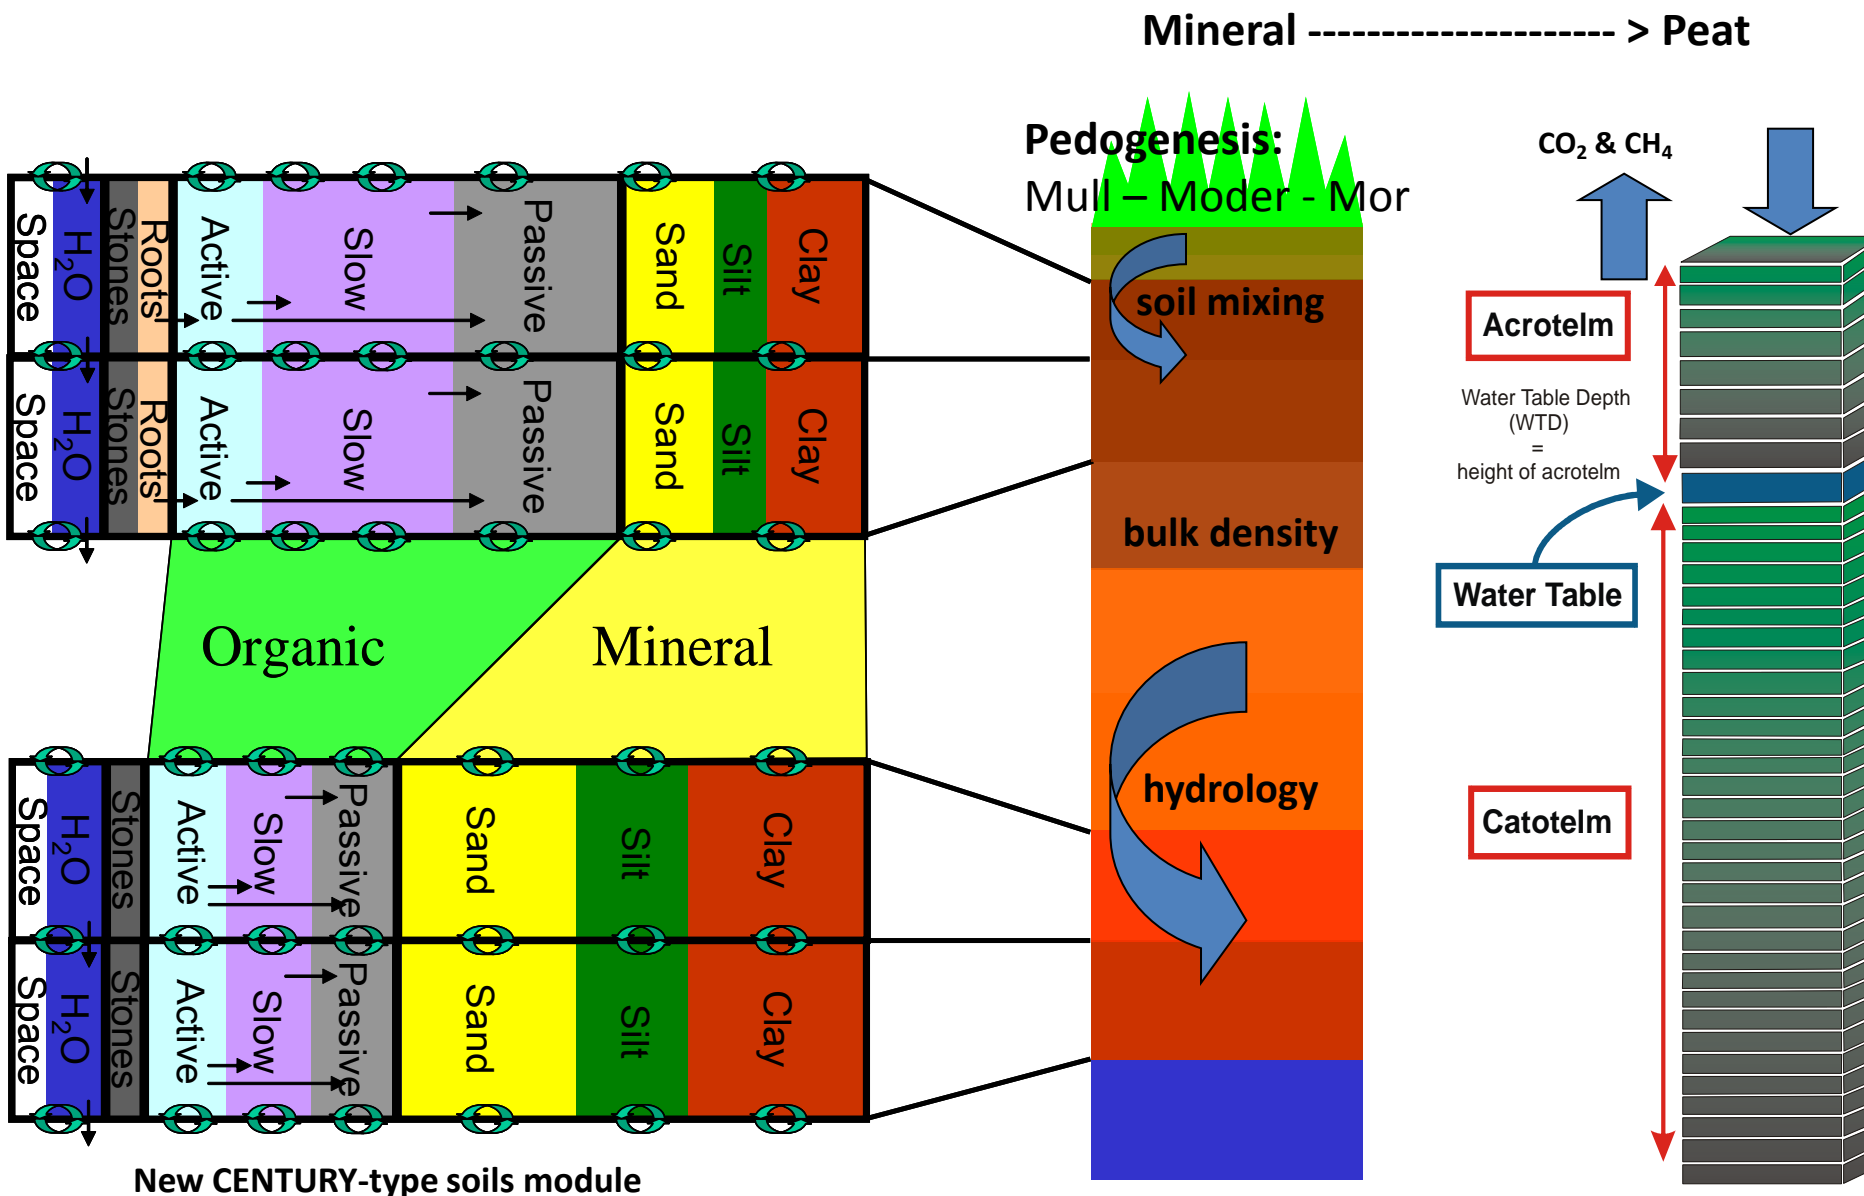 Mineral --------------------- > Peat
Pedogenesis:
Mull – Moder - Mor
CO₂ & CH₄
Space
H₂O
Stones
Roots
Active
Slow
Passive
Sand
Silt
Clay
Space
H₂O
Stones
Roots
Active
Slow
Passive
Sand
Silt
Clay
Organic
Mineral
Space
H₂O
Stones
Active
Slow
Passive
Sand
Silt
Clay
Space
H₂O
Stones
Active
Slow
Passive
Sand
Silt
Clay
New CENTURY-type soils module
soil mixing
bulk density
hydrology
Acrotelm
Water Table Depth
(WTD)
=
height of acrotelm
Water Table
Catotelm